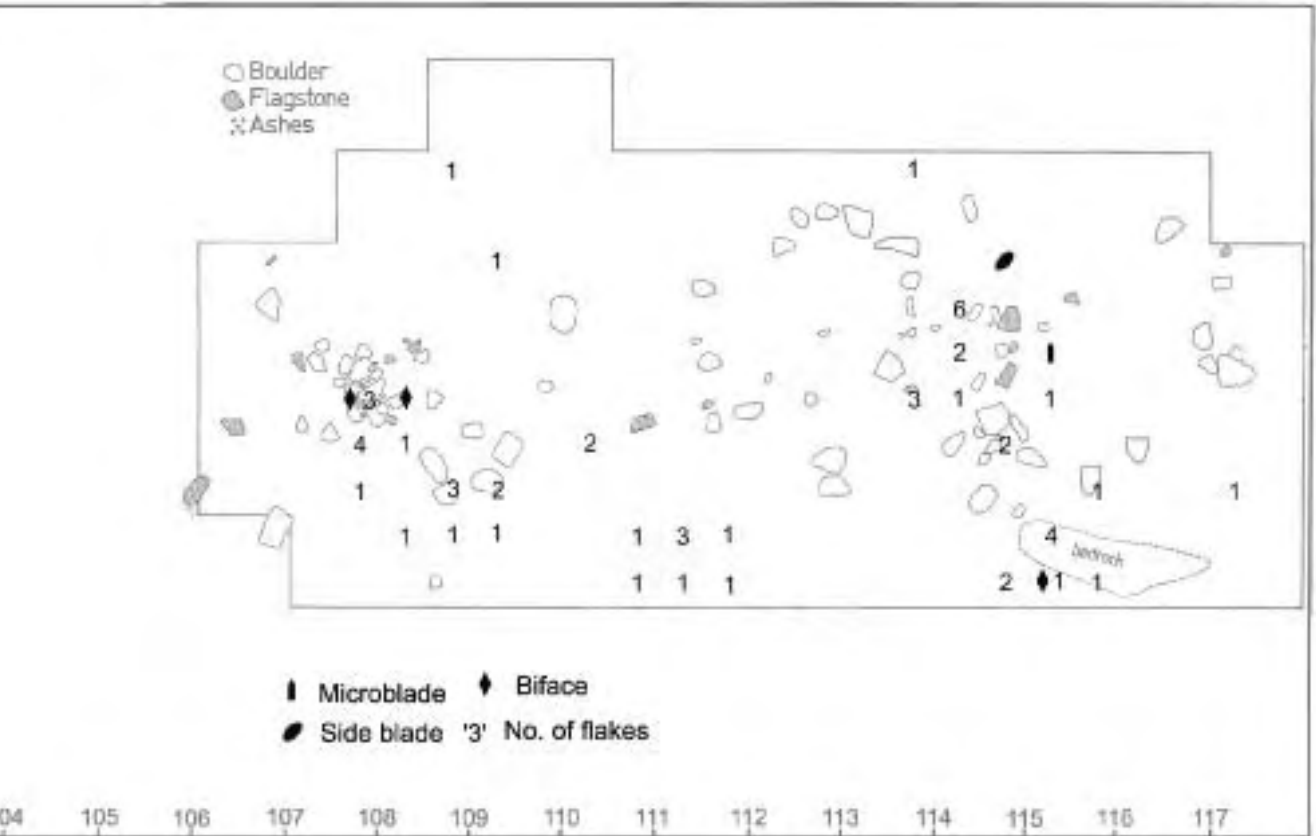 Boulder
Flagstone
Ashes
1 1
1
6
2
3 3 1 1
4 1 2 2
1 3 2 1 1
1 1 1 1 3 1 4
bedroch
1 1 1 1 2 1 1
Microblade Biface
Side blade '3' No. of flakes
04 105 106 107 108 109 110 111 112 113 114 115 116 117